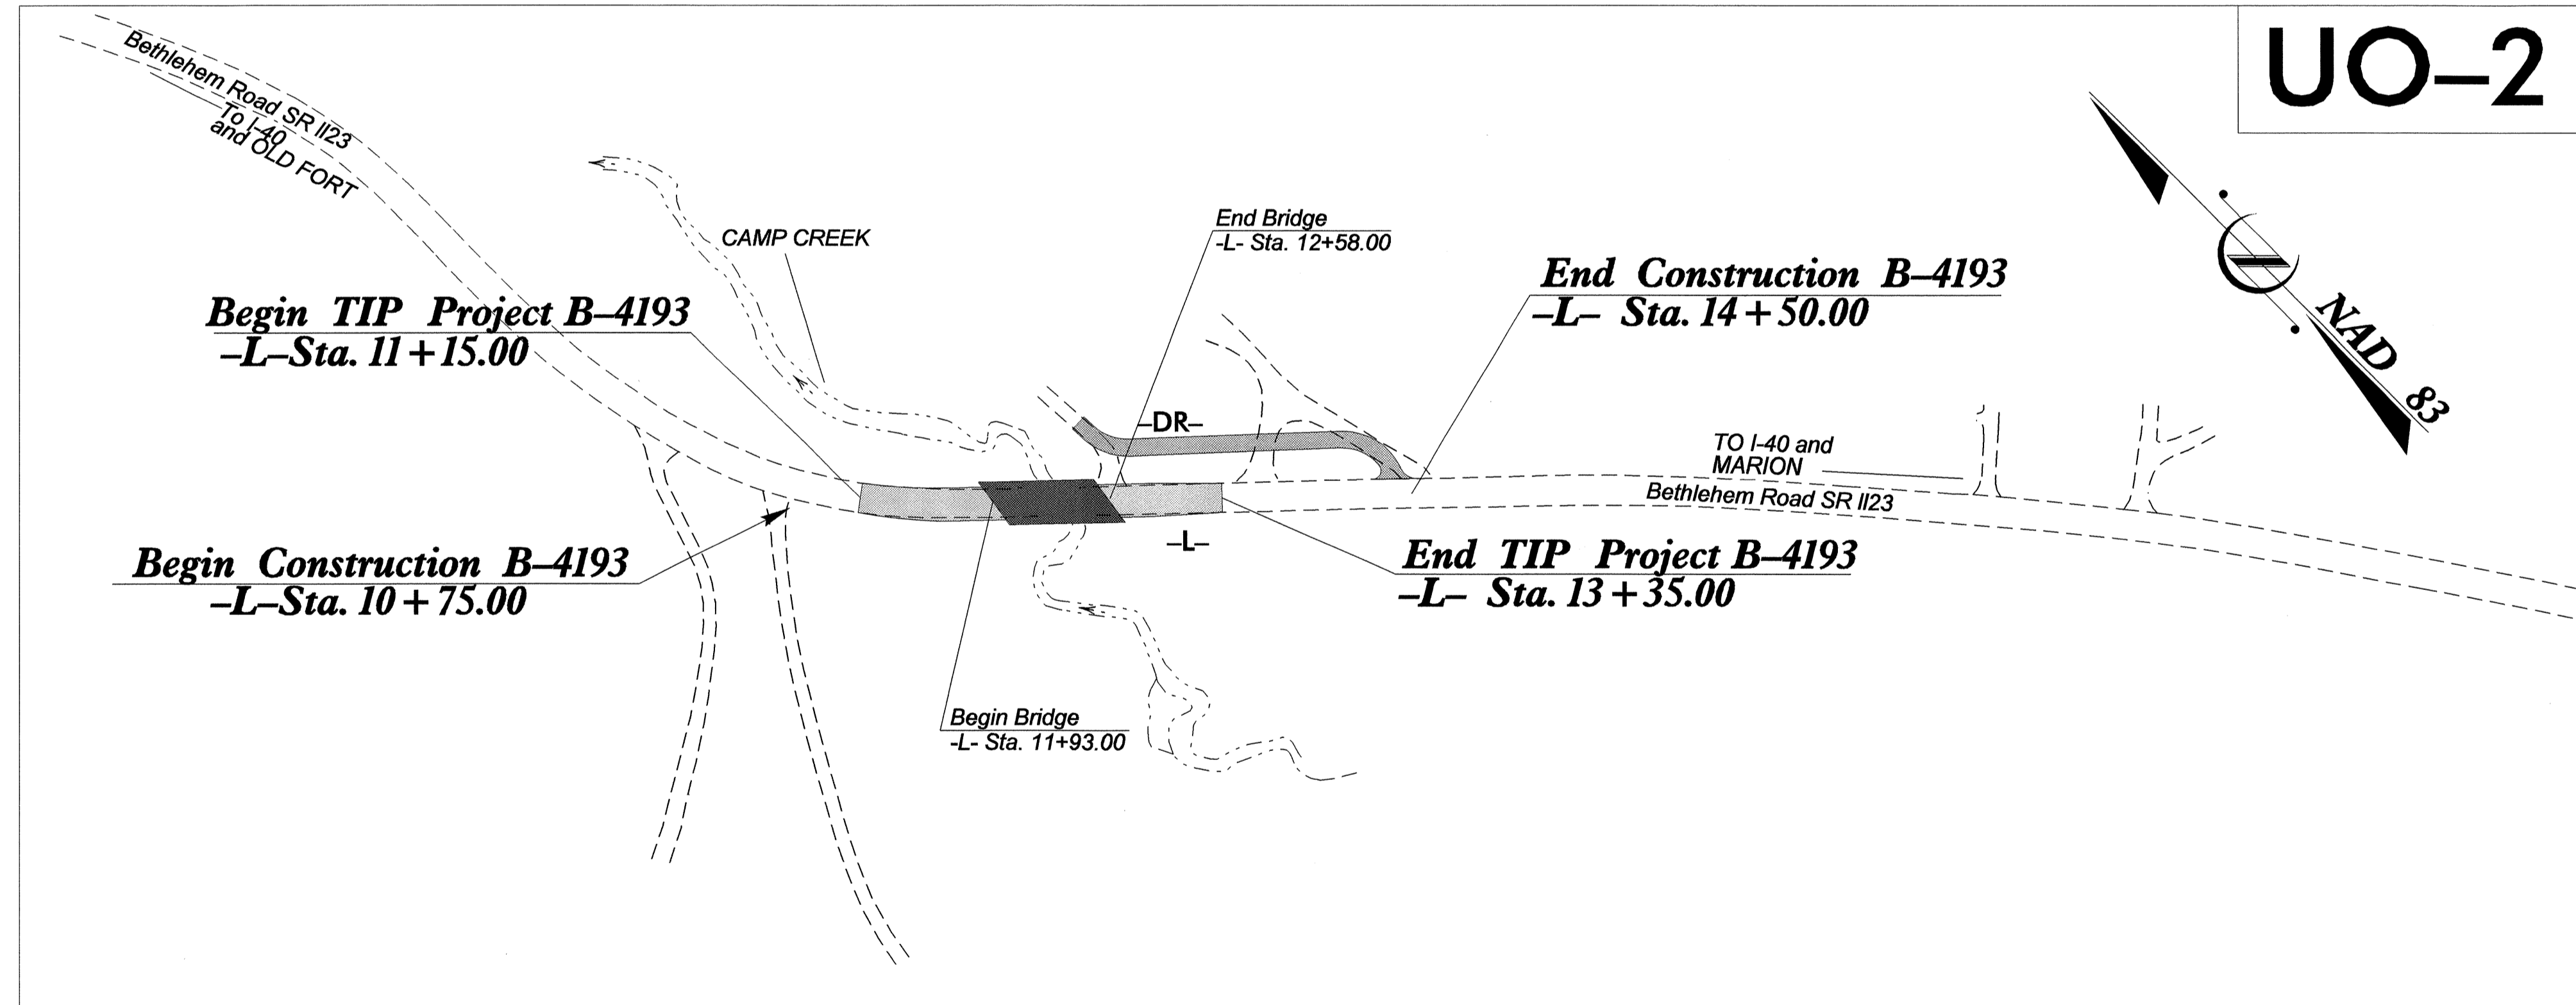 UO–2
Bethlehem Road SR 1123
To I-40
and OLD FORT
CAMP CREEK
End Bridge
-L- Sta. 12+58.00
End Construction B–4193
–L– Sta. 14+50.00
Begin TIP Project B–4193
–L–Sta. 11+15.00
NAD 83
–DR–
TO I-40 and
MARION
Bethlehem Road SR 1123
–L–
Begin Construction B–4193
–L–Sta. 10+75.00
End TIP Project B–4193
–L– Sta. 13+35.00
Begin Bridge
-L- Sta. 11+93.00